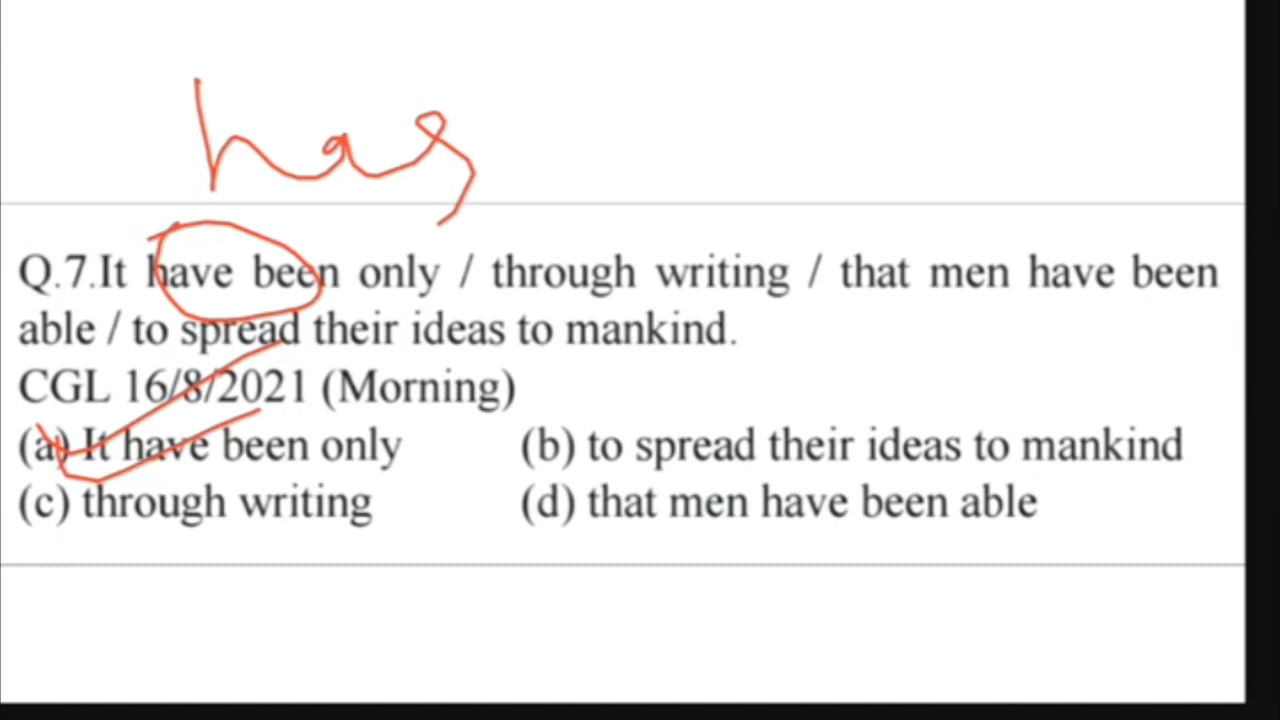 has
Q.7.It have been only / through writing / that men have been
able / to spread their ideas to mankind.
CGL 16/8/2021 (Morning)
(a) It have been only (b) to spread their ideas to mankind
(c) through writing (d) that men have been able